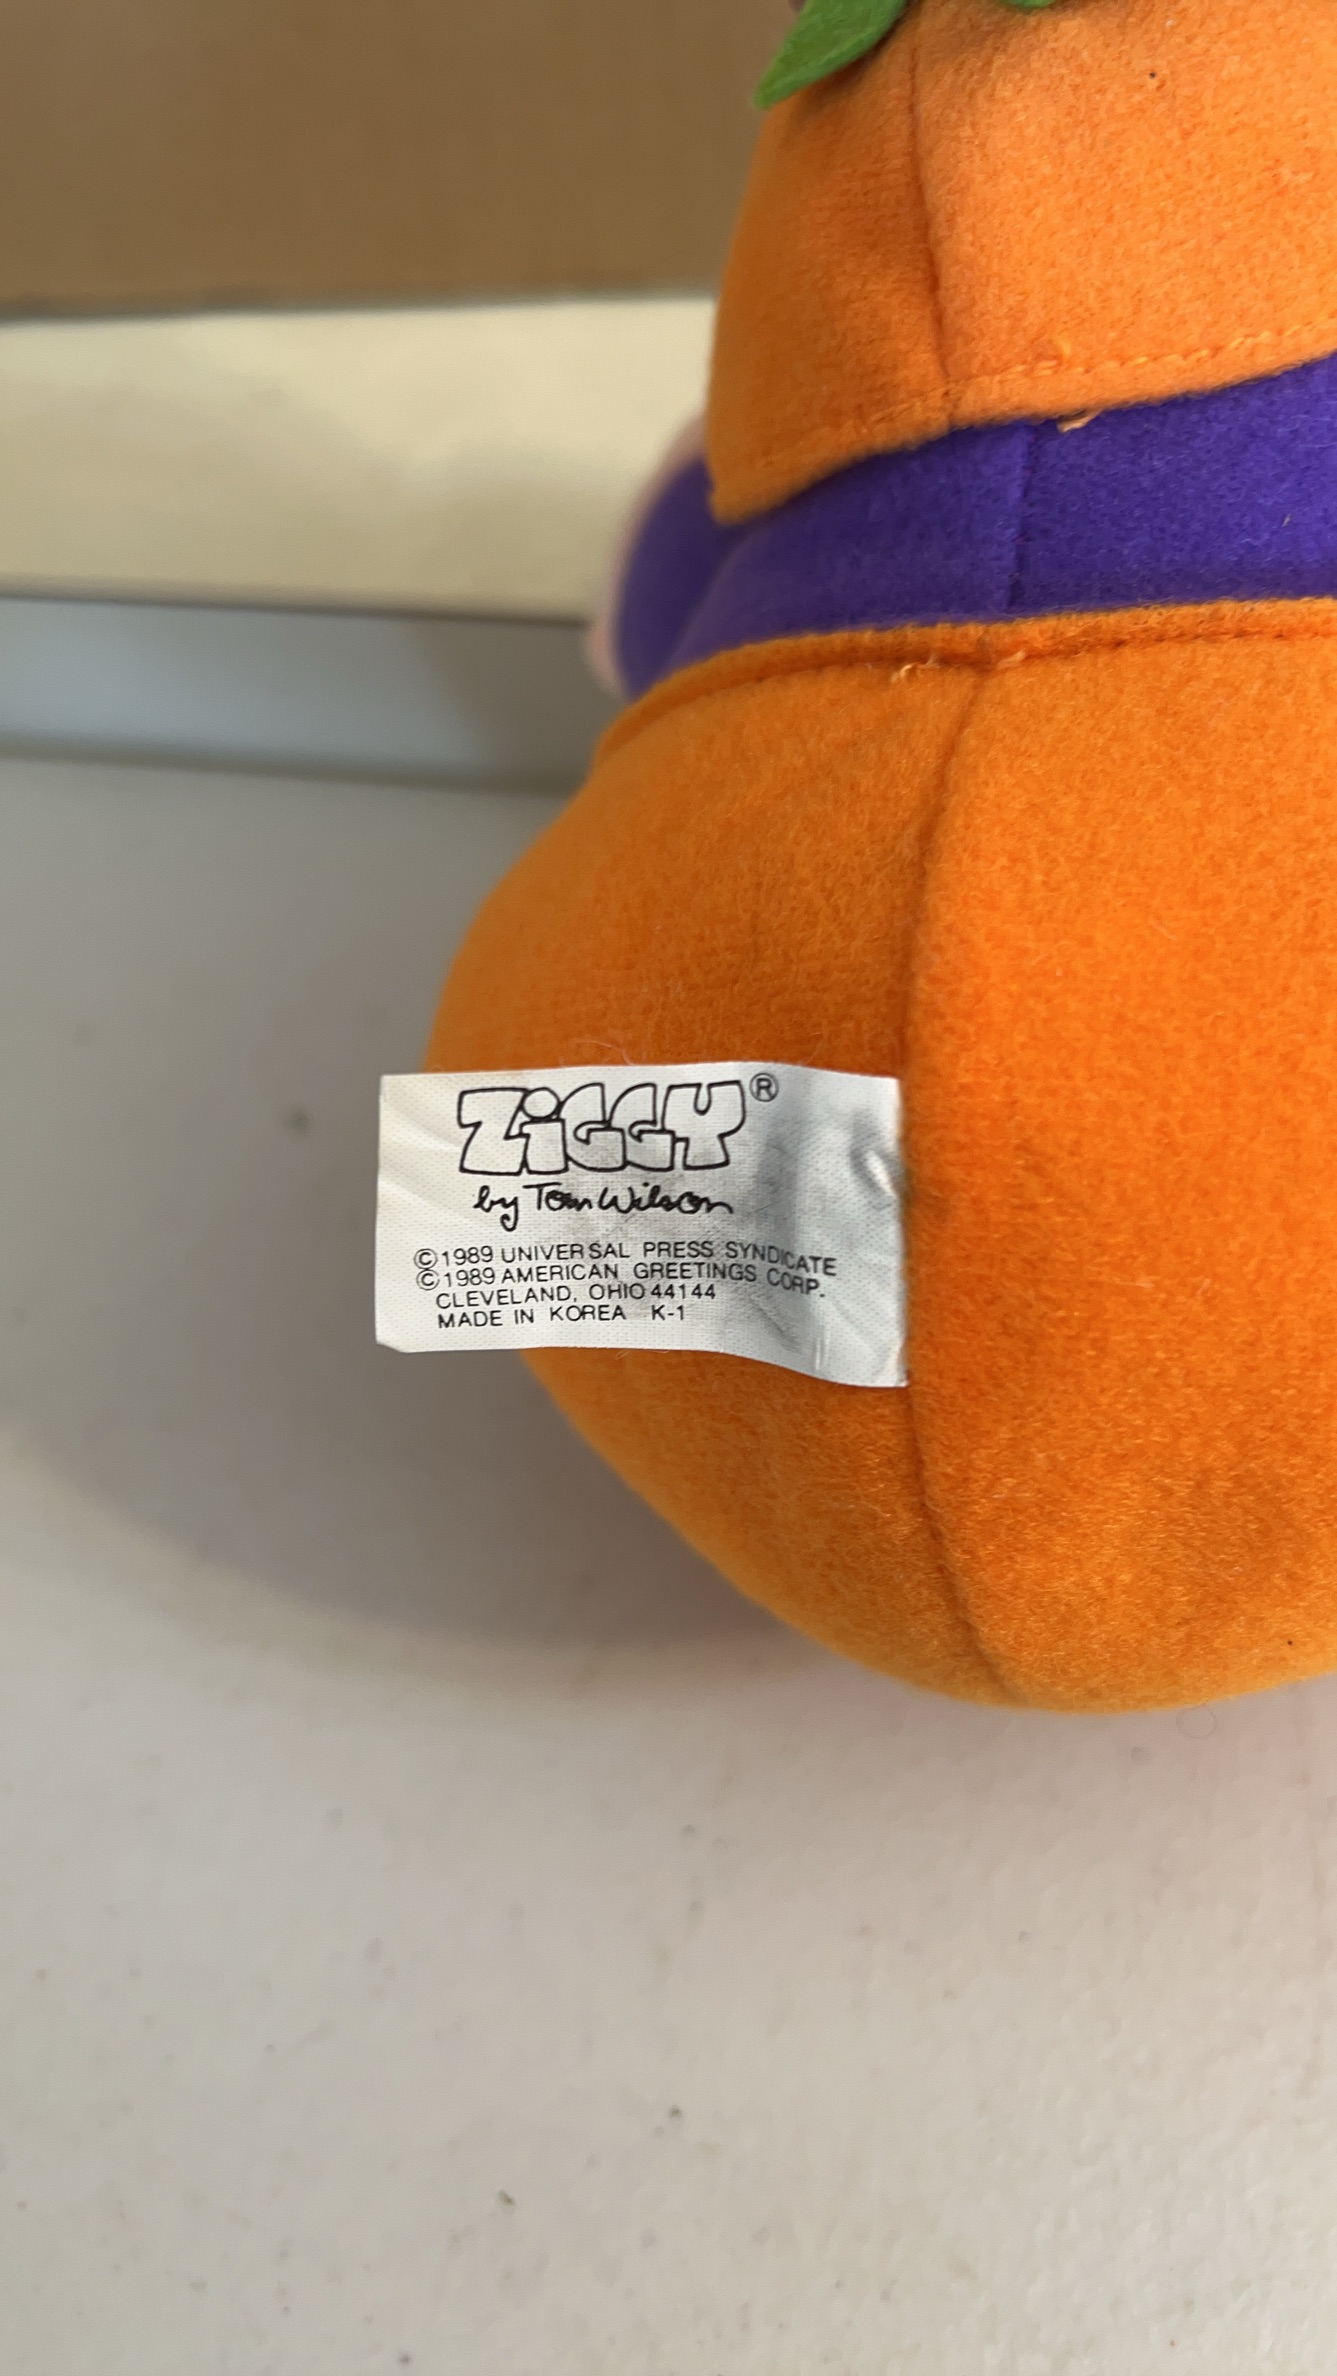 ZiGGY®
by Tom Wilson
©1989 UNIVERSAL PRESS SYNDICATE
©1989 AMERICAN GREETINGS CORP.
CLEVELAND, OHIO 44144
MADE IN KOREA K-1